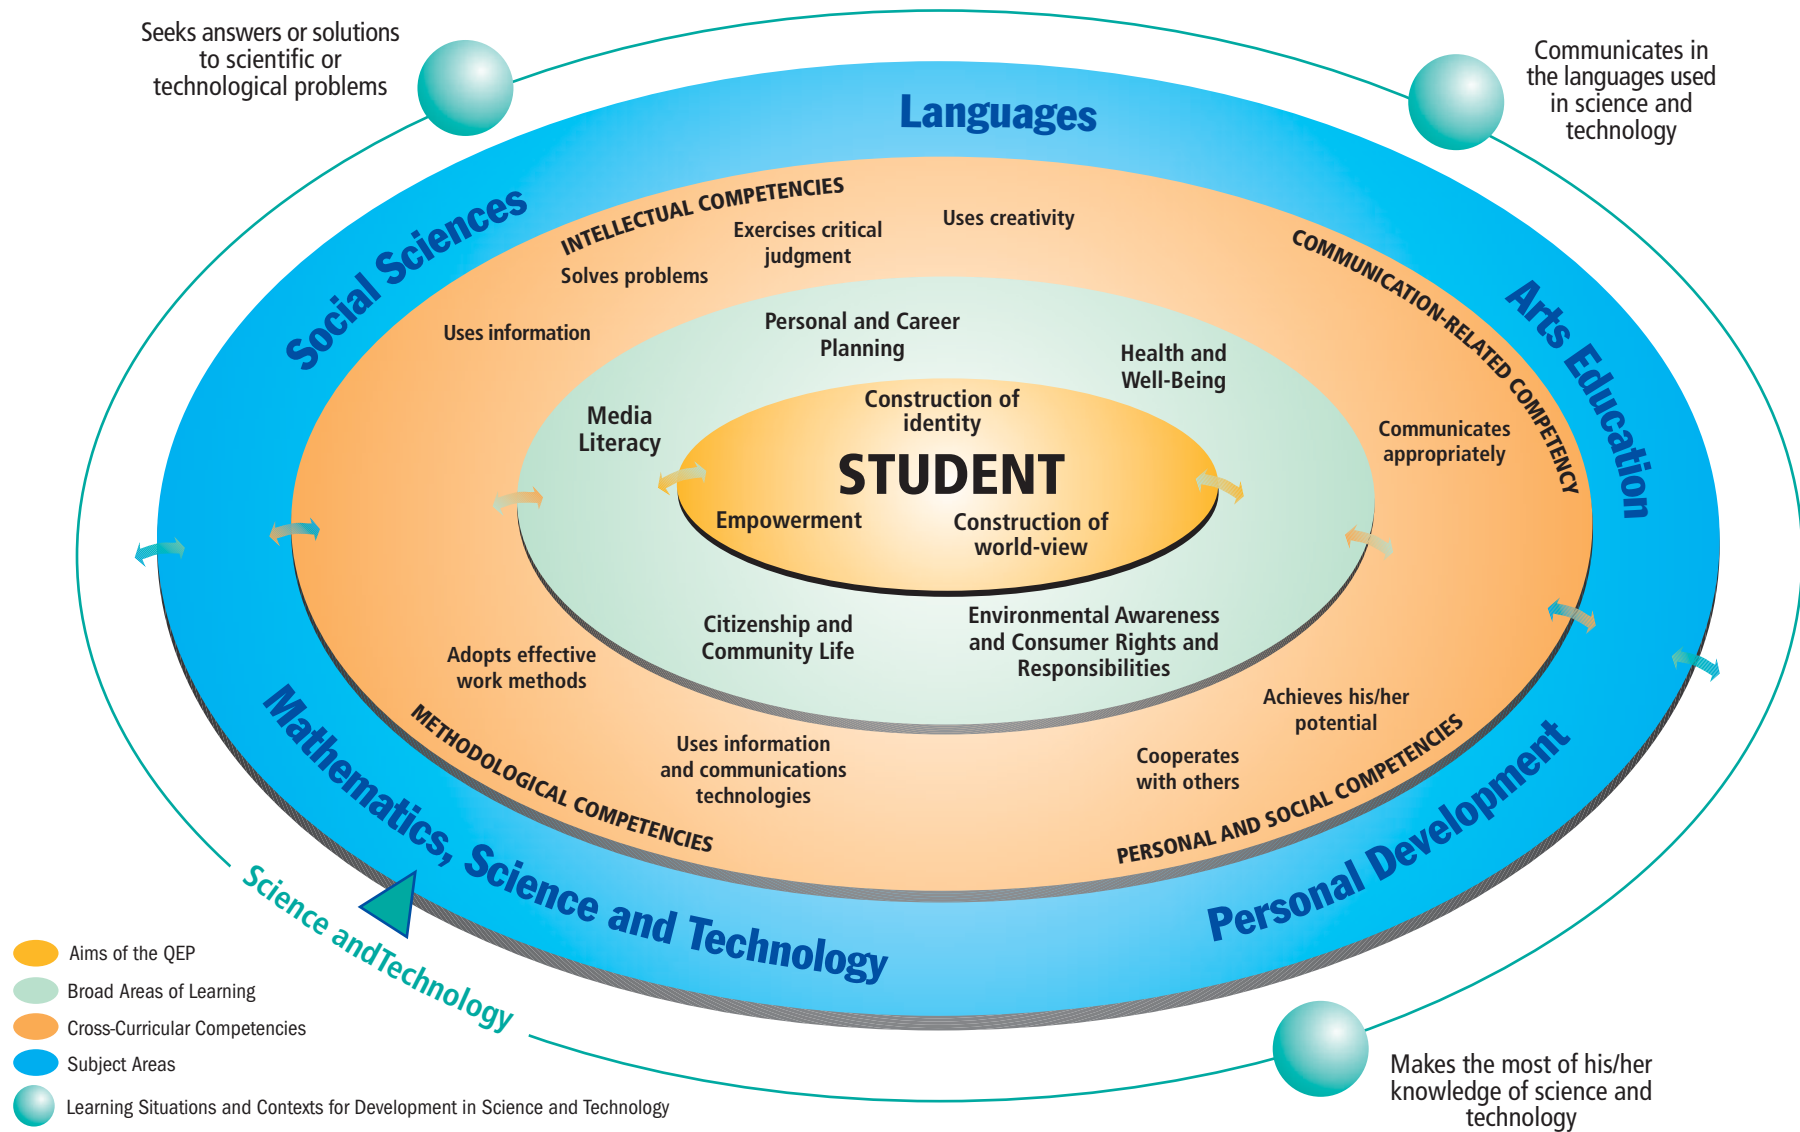 Seeks answers or solutions
to scientific or
technological problems
Communicates in
the languages used
in science and
technology
Languages
Social Sciences
Arts Education
INTELLECTUAL COMPETENCIES
Exercises critical
judgment
Uses creativity
Solves problems
Uses information
COMMUNICATION-RELATED COMPETENCY
Communicates
appropriately
Personal and Career
Planning
Health and
Well-Being
Media
Literacy
Construction of
identity
STUDENT
Empowerment
Construction of
world-view
Citizenship and
Community Life
Environmental Awareness
and Consumer Rights and
Responsibilities
Adopts effective
work methods
METHODOLOGICAL COMPETENCIES
Uses information
and communications
technologies
Achieves his/her
potential
Cooperates
with others
PERSONAL AND SOCIAL COMPETENCIES
Mathematics, Science and Technology
Personal Development
Science andTechnology
Aims of the QEP
Broad Areas of Learning
Cross-Curricular Competencies
Subject Areas
Learning Situations and Contexts for Development in Science and Technology
Makes the most of his/her
knowledge of science and
technology